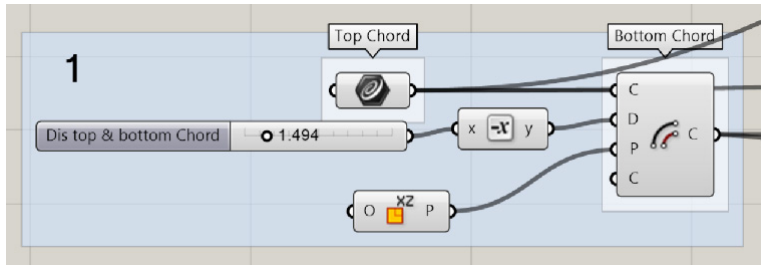 1
Top Chord
Bottom Chord
Dis top & bottom Chord
1.494
x -x y
C
D
P
C
C
O XZ P